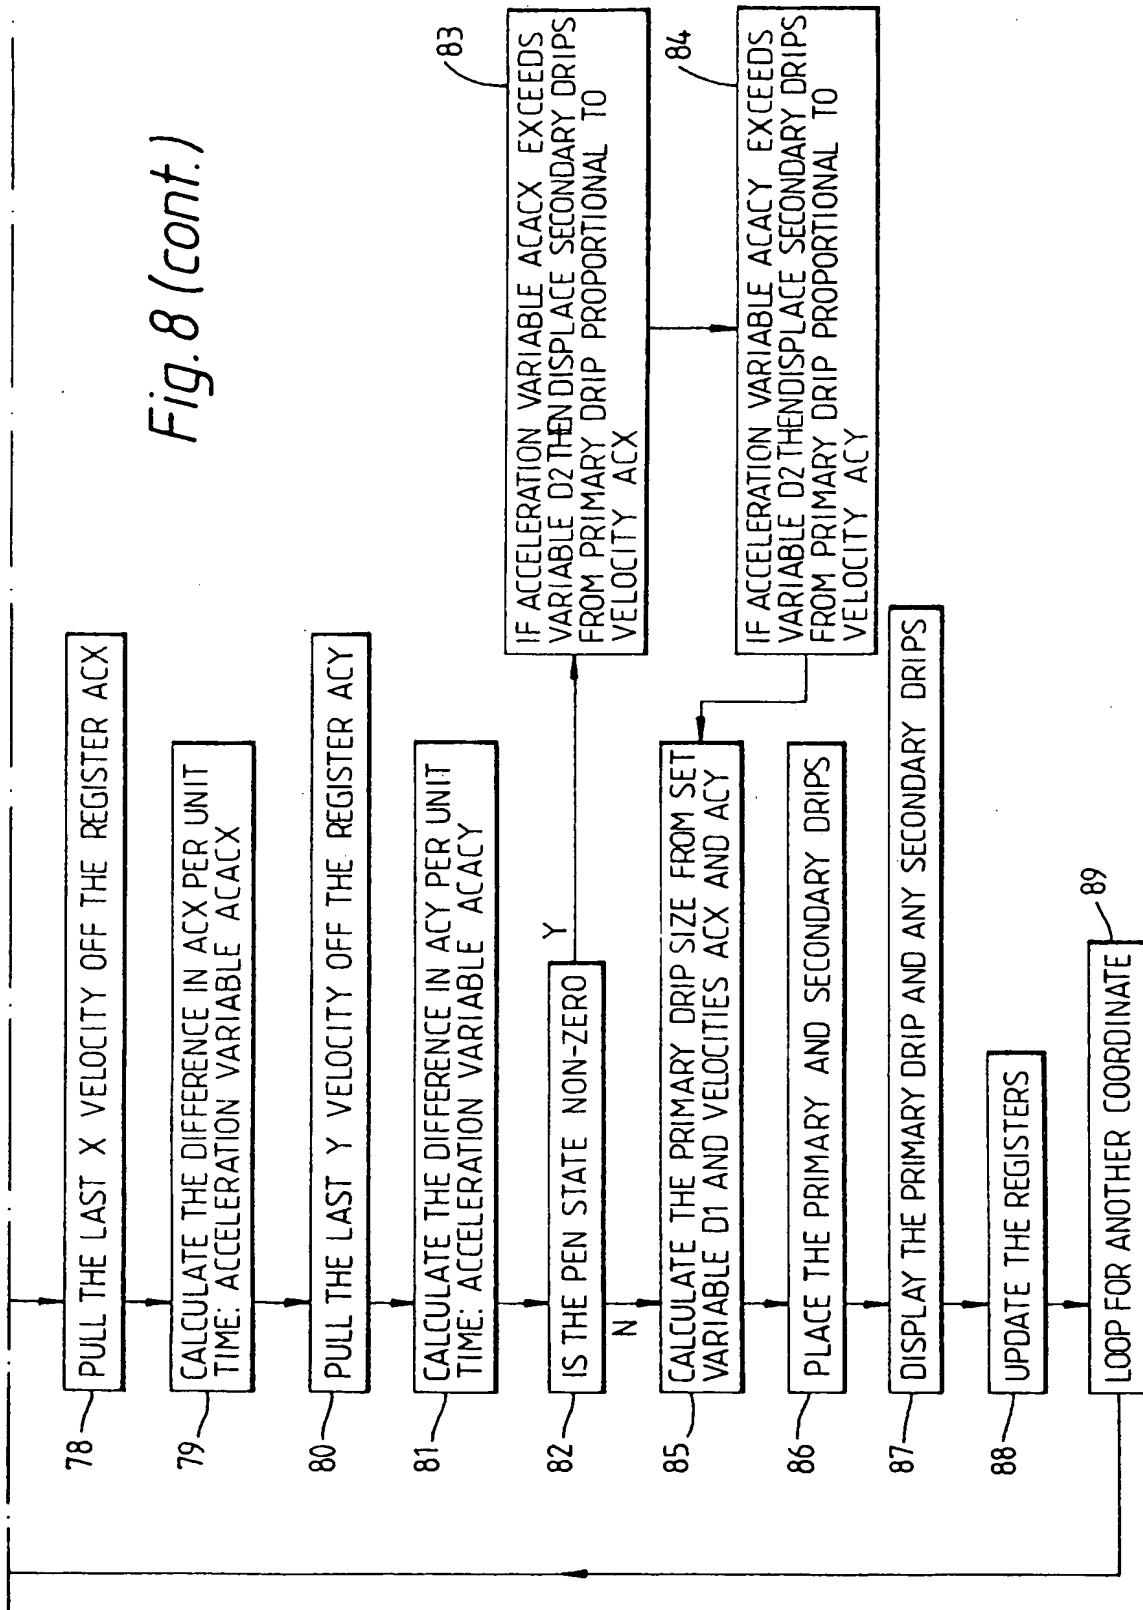 Fig. 8 (cont.)
78
PULL THE LAST X VELOCITY OFF THE REGISTER ACX
79
CALCULATE THE DIFFERENCE IN ACX PER UNIT
TIME: ACCELERATION VARIABLE ACACX
80
PULL THE LAST Y VELOCITY OFF THE REGISTER ACY
81
CALCULATE THE DIFFERENCE IN ACY PER UNIT
TIME: ACCELERATION VARIABLE ACACY
82
IS THE PEN STATE NON-ZERO
Y
N
83
IF ACCELERATION VARIABLE ACACX EXCEEDS
VARIABLE D2 THEN DISPLACE SECONDARY DRIPS
FROM PRIMARY DRIP PROPORTIONAL TO
VELOCITY ACX
84
IF ACCELERATION VARIABLE ACACY EXCEEDS
VARIABLE D2 THEN DISPLACE SECONDARY DRIPS
FROM PRIMARY DRIP PROPORTIONAL TO
VELOCITY ACY
85
CALCULATE THE PRIMARY DRIP SIZE FROM SET
VARIABLE D1 AND VELOCITIES ACX AND ACY
86
PLACE THE PRIMARY AND SECONDARY DRIPS
87
DISPLAY THE PRIMARY DRIP AND ANY SECONDARY DRIPS
88
UPDATE THE REGISTERS
89
LOOP FOR ANOTHER COORDINATE